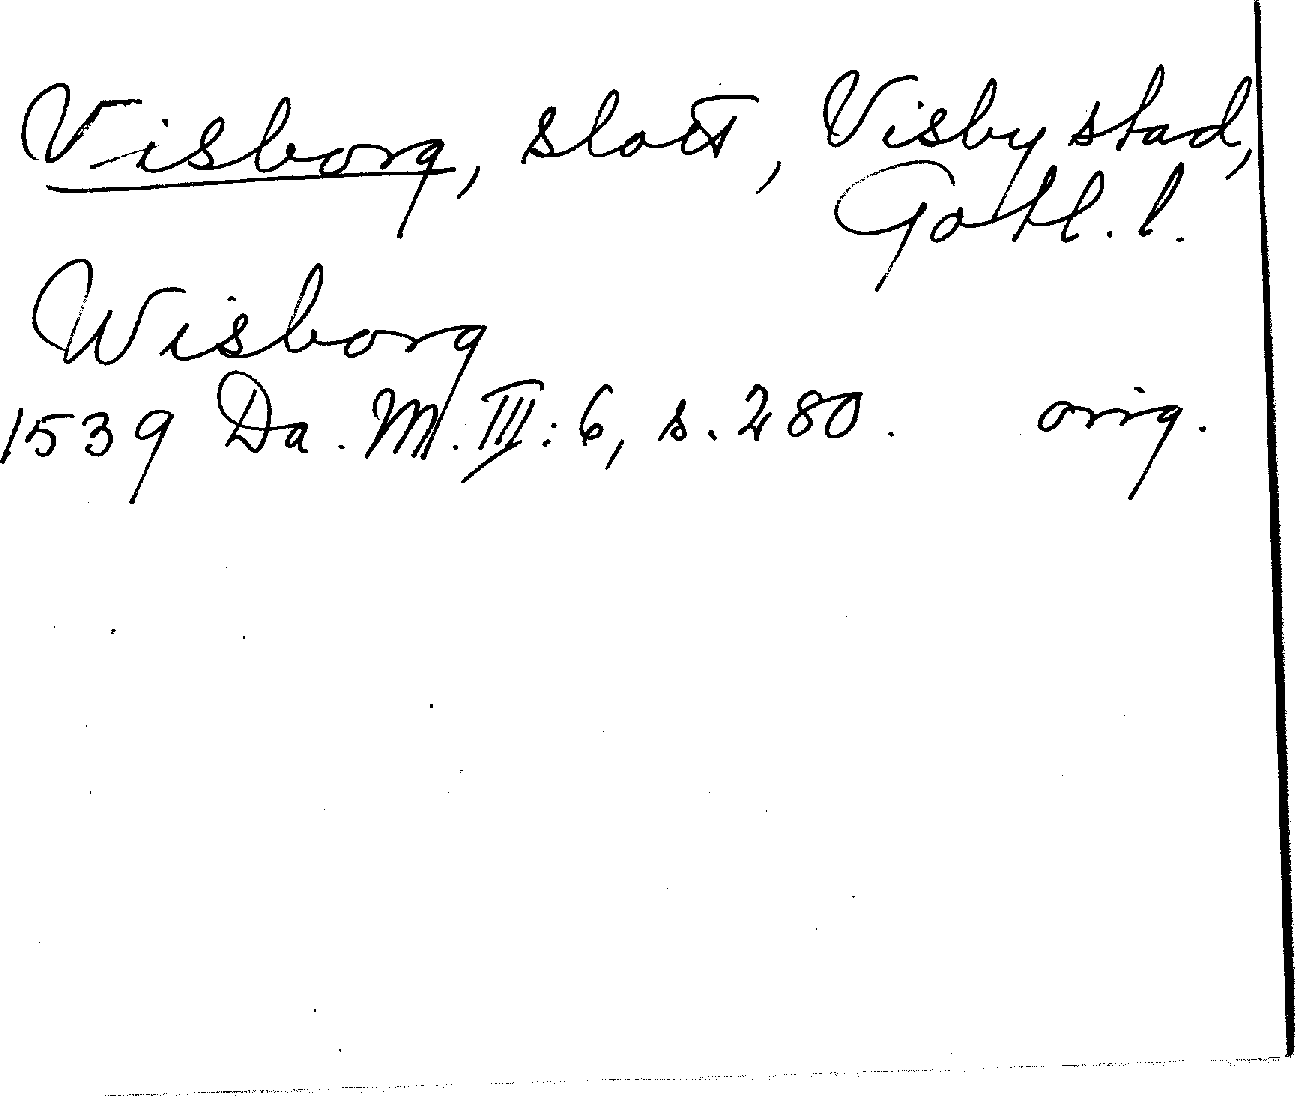 Visborg, slott, Visby stad,
Gotl. l.
Wisborg
1539 Da. M. III: 6, s. 280. orig.